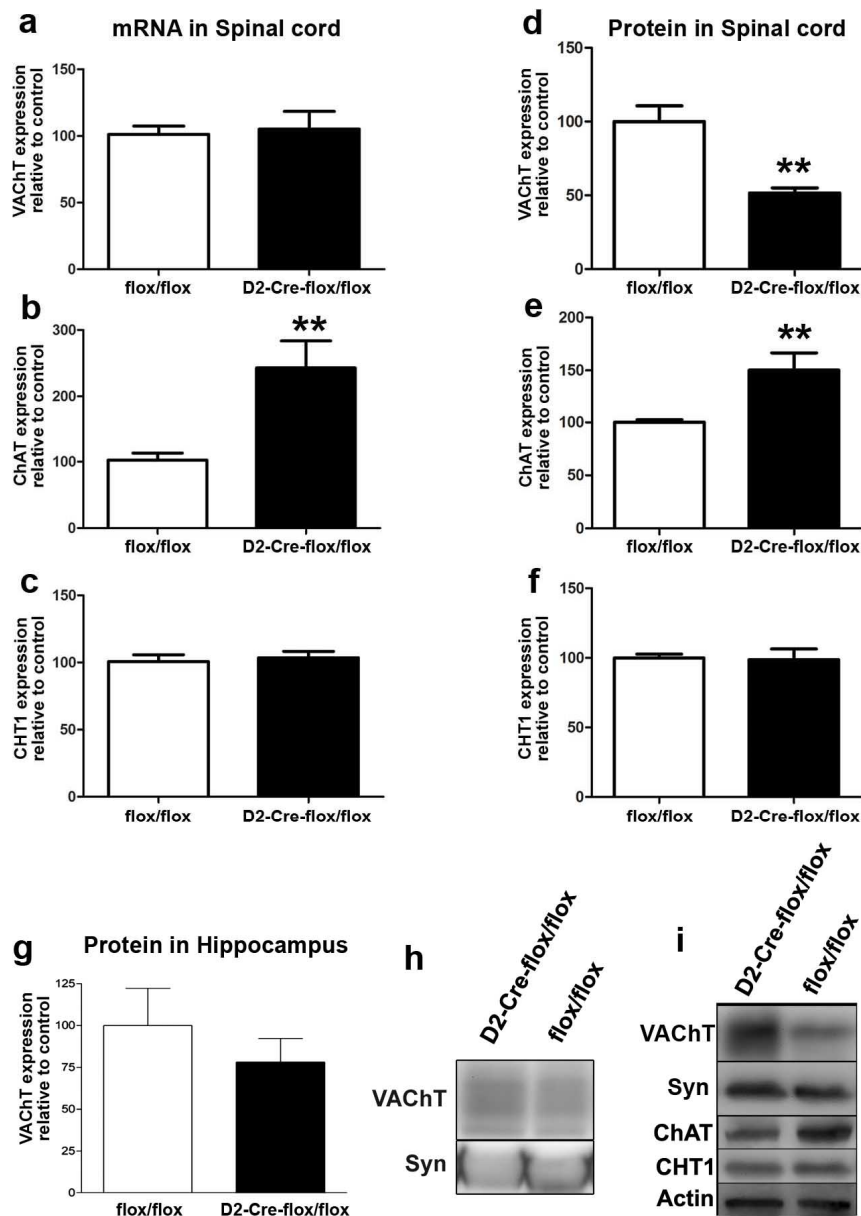 a
mRNA in Spinal cord
VAChT expression
relative to control
150
100
50
0
flox/flox
D2-Cre-flox/flox
b
ChAT expression
relative to control
300
200
100
0
**
flox/flox
D2-Cre-flox/flox
c
CHT1 expression
relative to control
150
100
50
0
flox/flox
D2-Cre-flox/flox
d
Protein in Spinal cord
VAChT expression
relative to control
150
100
50
0
**
flox/flox
D2-Cre-flox/flox
e
ChAT expression
relative to control
200
150
100
50
0
**
flox/flox
D2-Cre-flox/flox
f
CHT1 expression
relative to control
150
100
50
0
flox/flox
D2-Cre-flox/flox
g
Protein in Hippocampus
VAChT expression
relative to control
125
100
75
50
25
0
flox/flox
D2-Cre-flox/flox
h
D2-Cre-flox/flox
flox/flox
VAChT
Syn
i
D2-Cre-flox/flox
flox/flox
VAChT
Syn
ChAT
CHT1
Actin